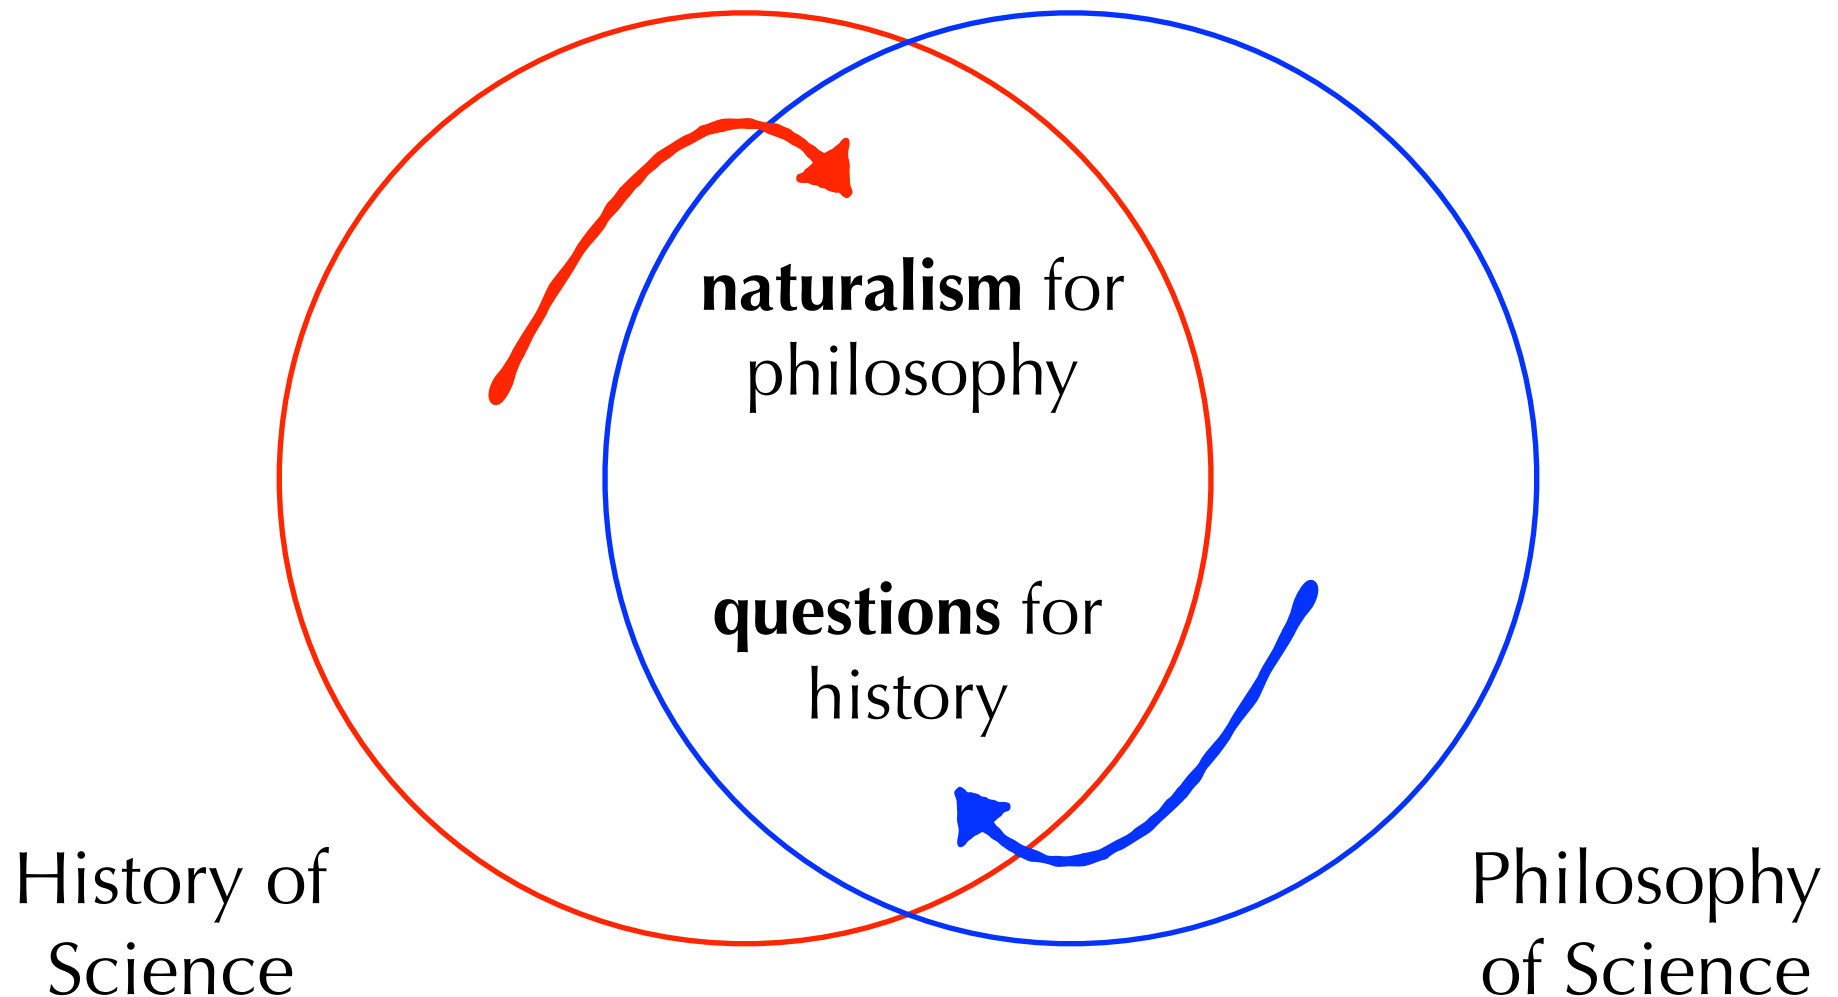 naturalism for
philosophy
questions for
history
History of
Science
Philosophy
of Science